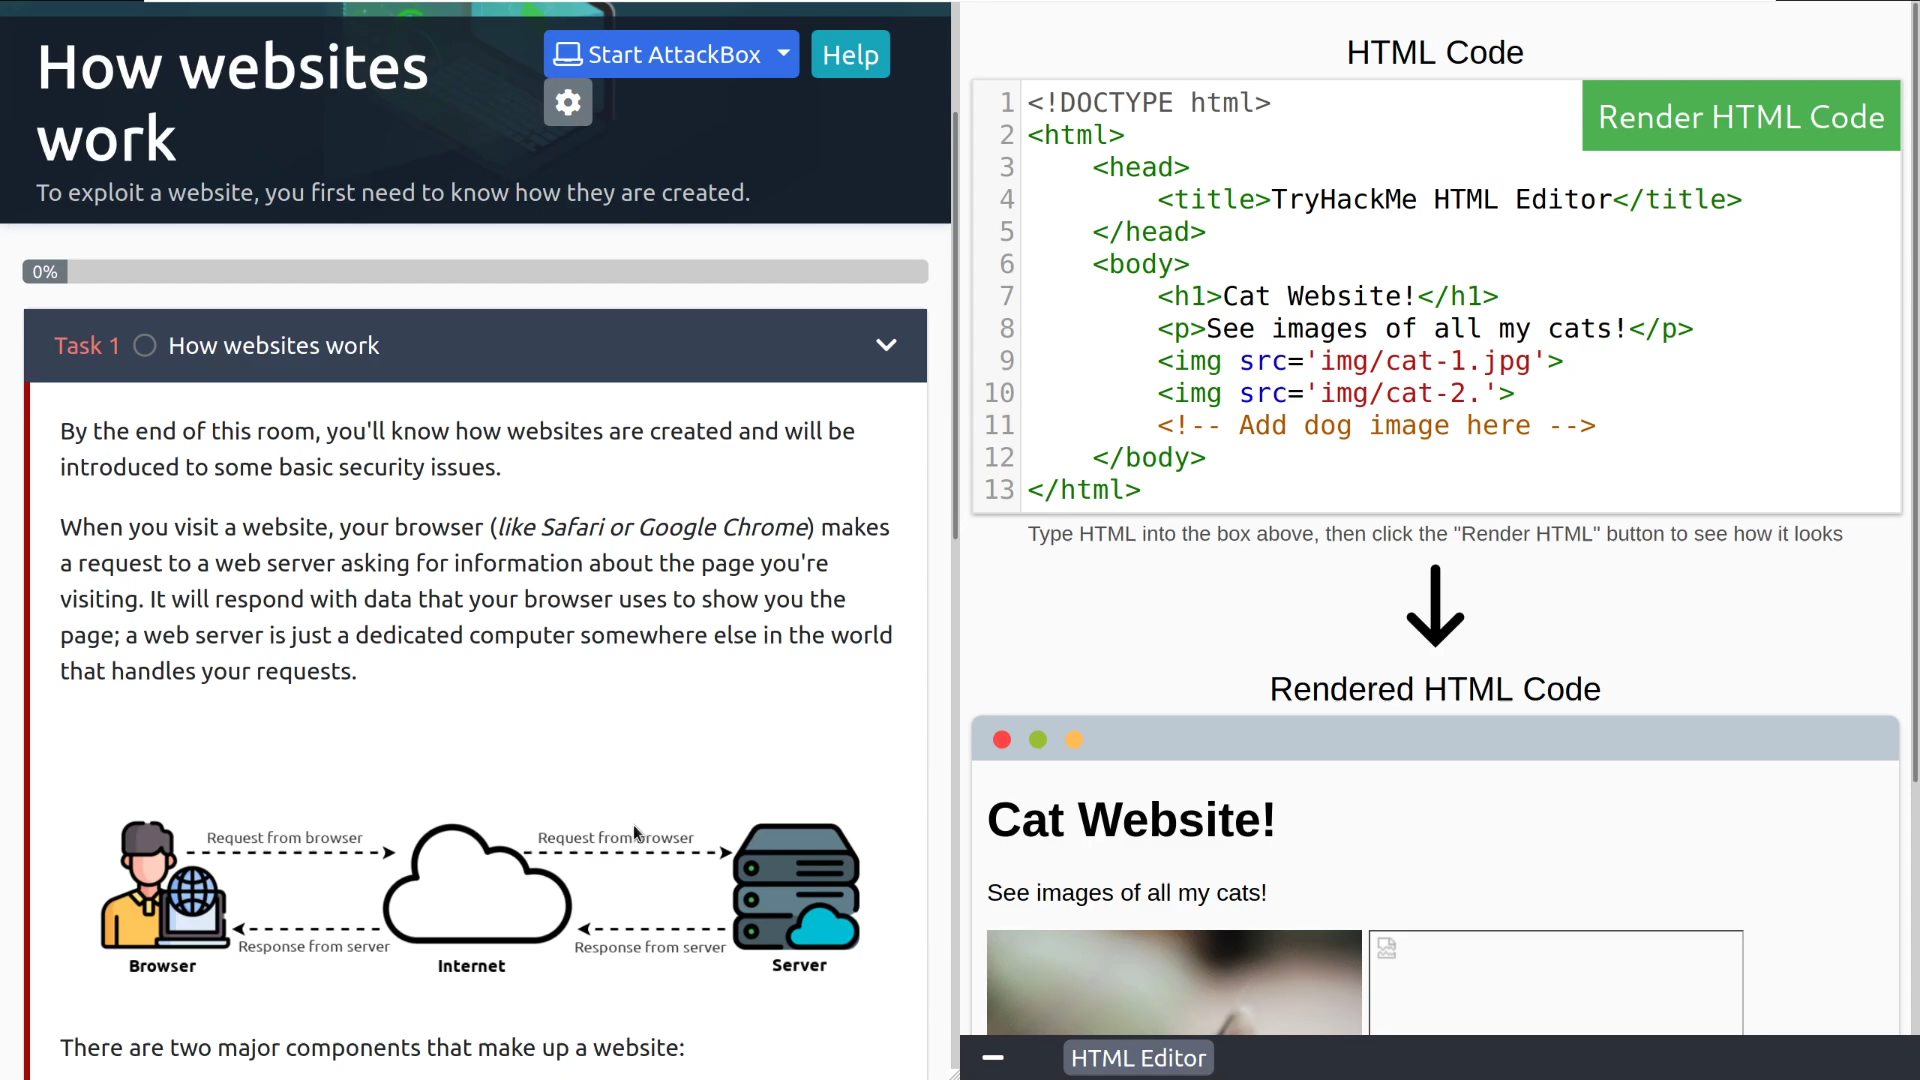 How websites
work
Start AttackBox
Help
To exploit a website, you first need to know how they are created.
0%
Task 1 How websites work
By the end of this room, you'll know how websites are created and will be
introduced to some basic security issues.
When you visit a website, your browser (like Safari or Google Chrome) makes
a request to a web server asking for information about the page you're
visiting. It will respond with data that your browser uses to show you the
page; a web server is just a dedicated computer somewhere else in the world
that handles your requests.
Request from browser
Request from browser
Response from server
Response from server
Browser
Internet
Server
There are two major components that make up a website:
HTML Code
Render HTML Code
1 <!DOCTYPE html>
2 <html>
3     <head>
4         <title>TryHackMe HTML Editor</title>
5     </head>
6     <body>
7         <h1>Cat Website!</h1>
8         <p>See images of all my cats!</p>
9         <img src='img/cat-1.jpg'>
10         <img src='img/cat-2.'>
11         <!-- Add dog image here -->
12     </body>
13 </html>
Type HTML into the box above, then click the "Render HTML" button to see how it looks
Rendered HTML Code
Cat Website!
See images of all my cats!
HTML Editor